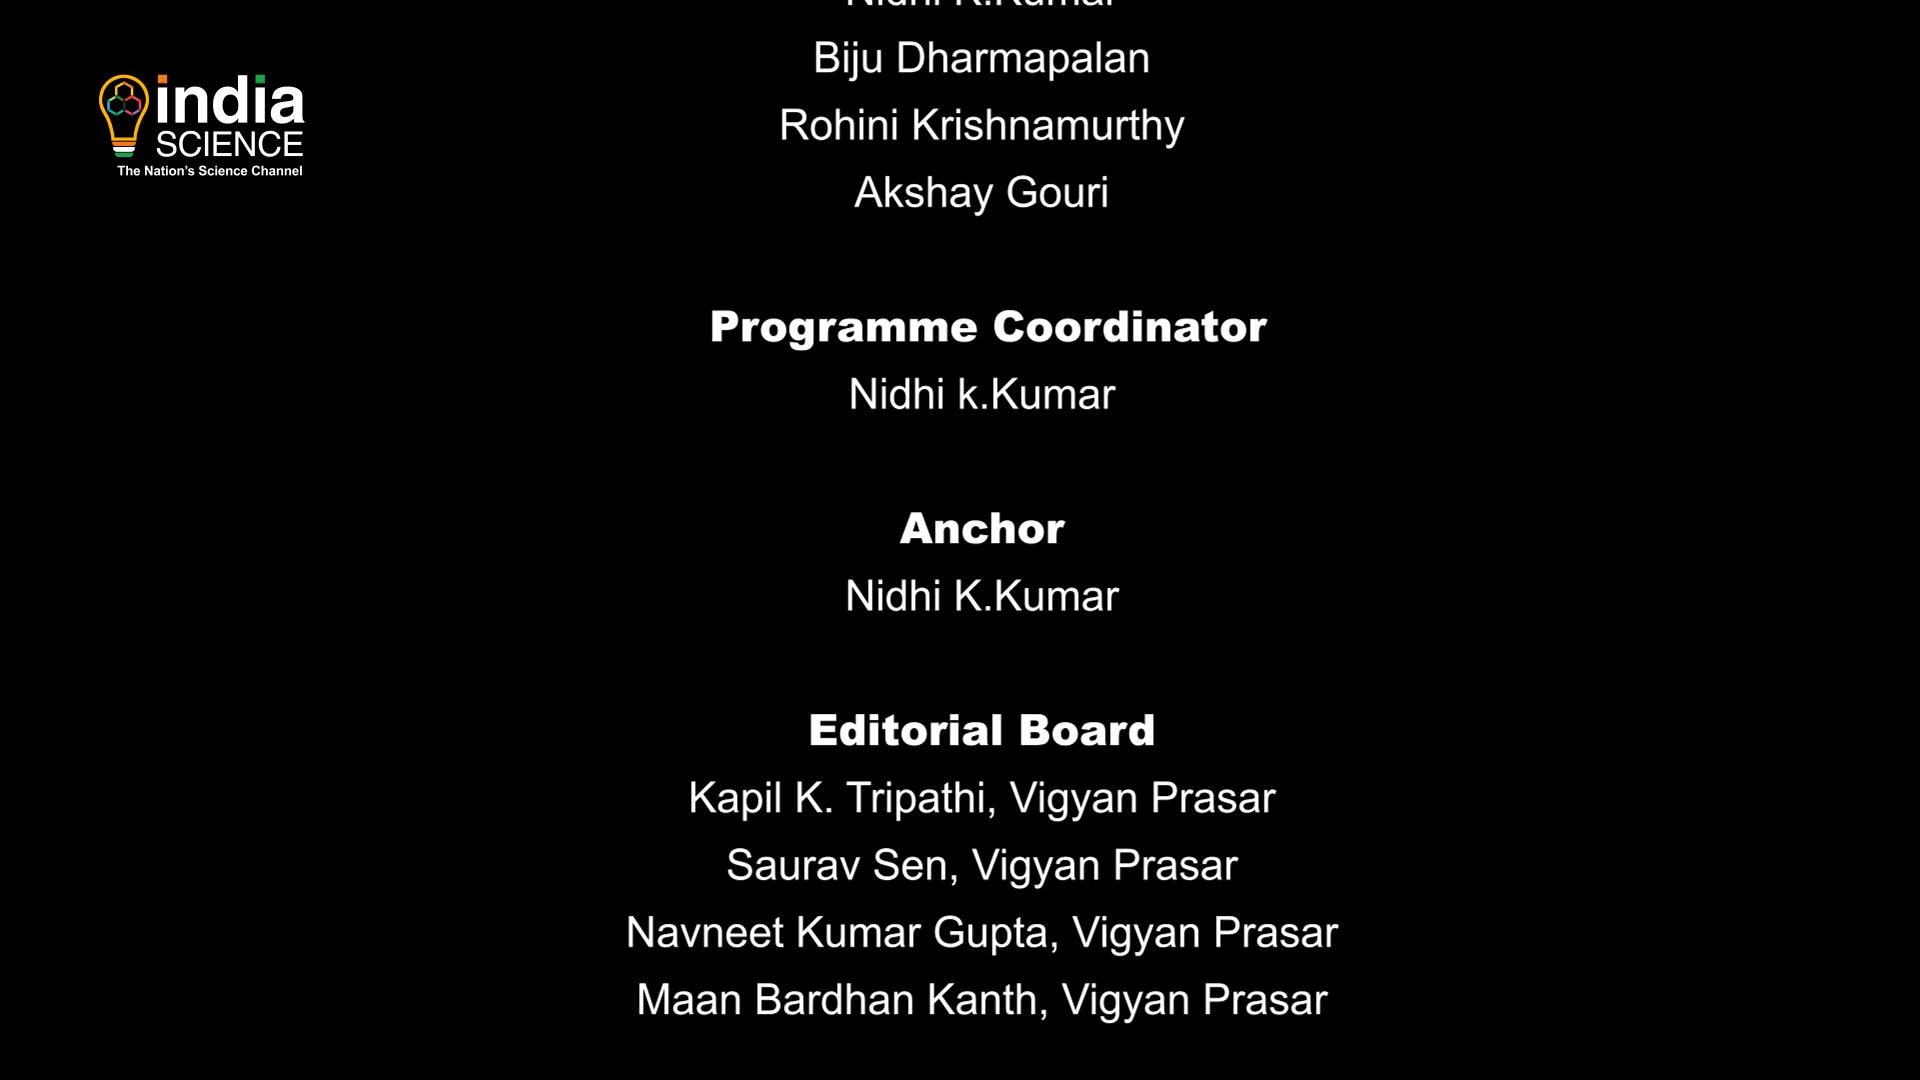 Nidhi K.Kumar
Biju Dharmapalan
Rohini Krishnamurthy
Akshay Gouri
india
SCIENCE
The Nation's Science Channel
Programme Coordinator
Nidhi k.Kumar
Anchor
Nidhi K.Kumar
Editorial Board
Kapil K. Tripathi, Vigyan Prasar
Saurav Sen, Vigyan Prasar
Navneet Kumar Gupta, Vigyan Prasar
Maan Bardhan Kanth, Vigyan Prasar